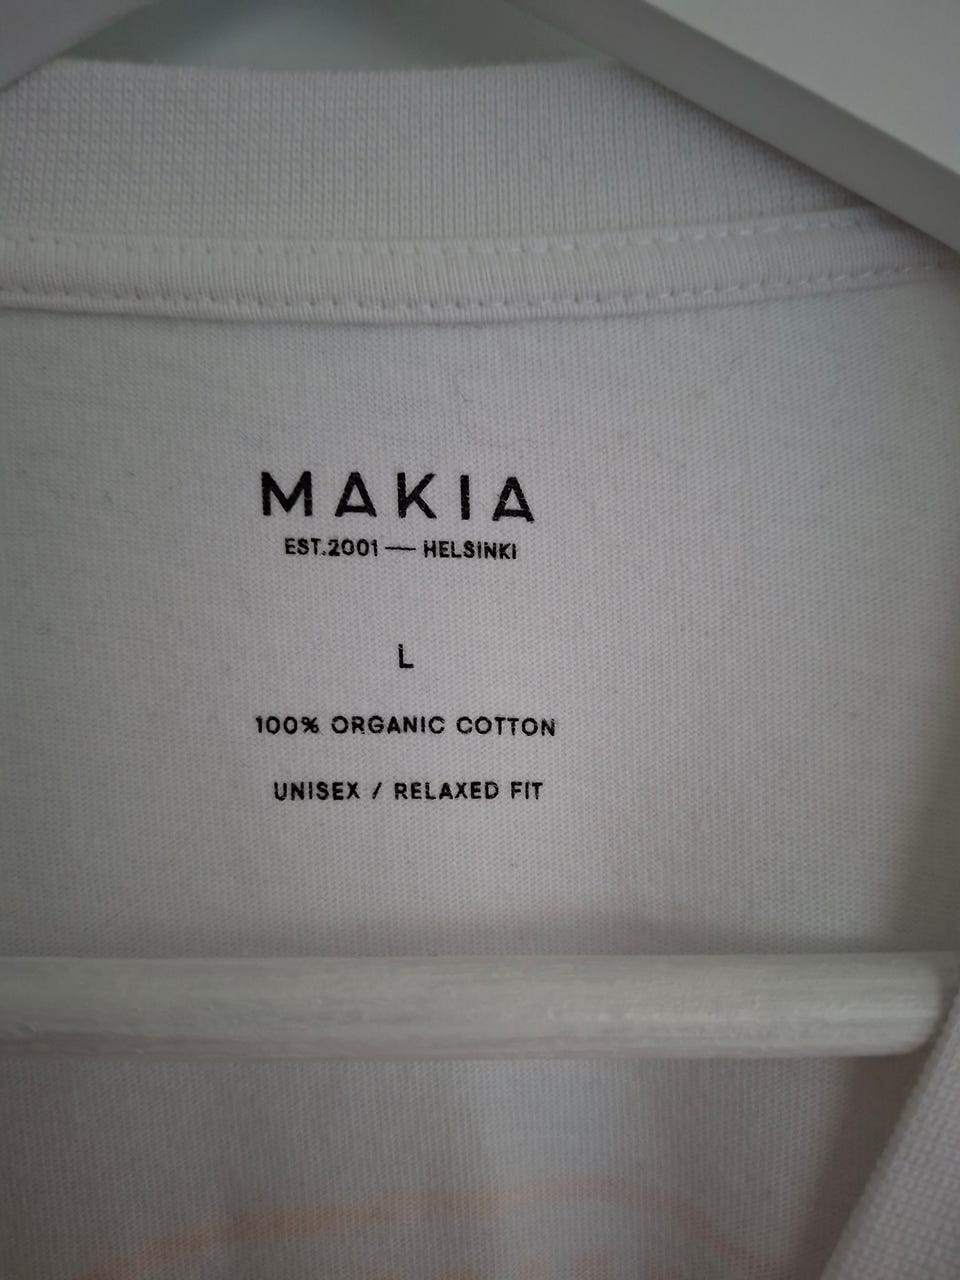 MAKIA
EST.2001 — HELSINKI
L
100% ORGANIC COTTON
UNISEX / RELAXED FIT